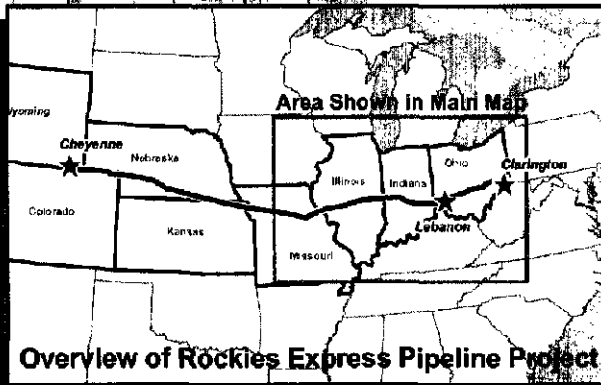 Area Shown in Main Map
Wyoming
Cheyenne
Nebraska
Illinois
Indiana
Ohio
Clarington
Colorado
Kansas
Missouri
Lebanon
Overview of Rockies Express Pipeline Project